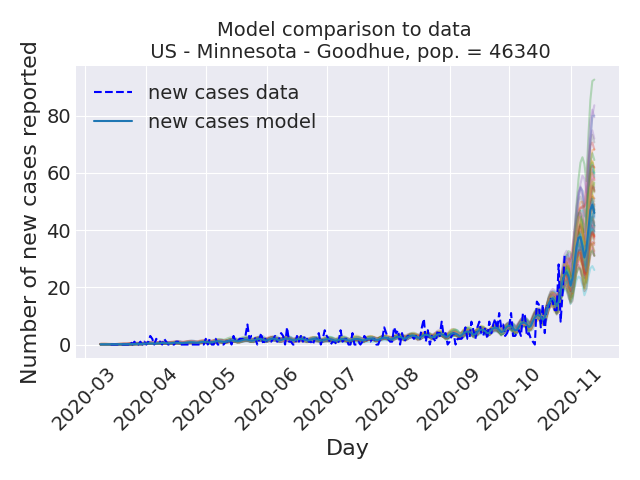 Model comparison to data
US - Minnesota - Goodhue, pop. = 46340
new cases data
new cases model
Number of new cases reported
80
60
40
20
0
2020-03
2020-04
2020-05
2020-06
2020-07
2020-08
2020-09
2020-10
2020-11
Day